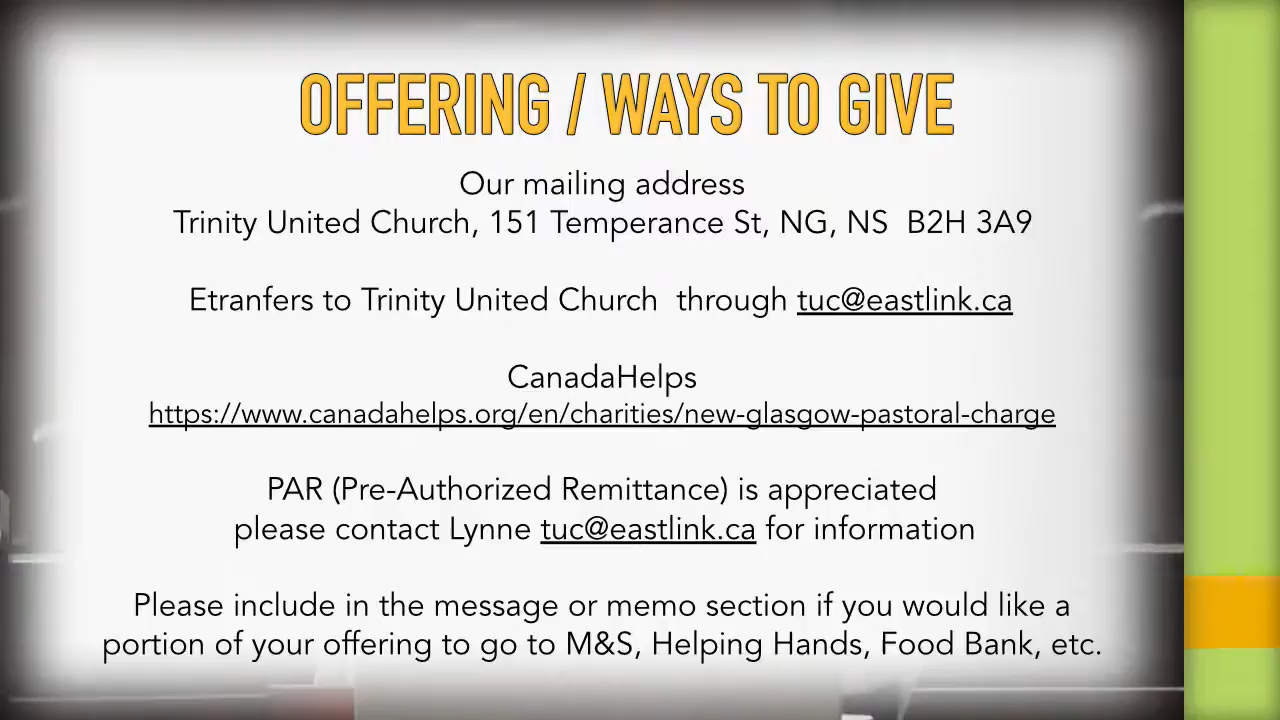 OFFERING / WAYS TO GIVE
Our mailing address
Trinity United Church, 151 Temperance St, NG, NS  B2H 3A9
Etranfers to Trinity United Church  through tuc@eastlink.ca
CanadaHelps
https://www.canadahelps.org/en/charities/new-glasgow-pastoral-charge
PAR (Pre-Authorized Remittance) is appreciated
please contact Lynne tuc@eastlink.ca for information
Please include in the message or memo section if you would like a
portion of your offering to go to M&S, Helping Hands, Food Bank, etc.